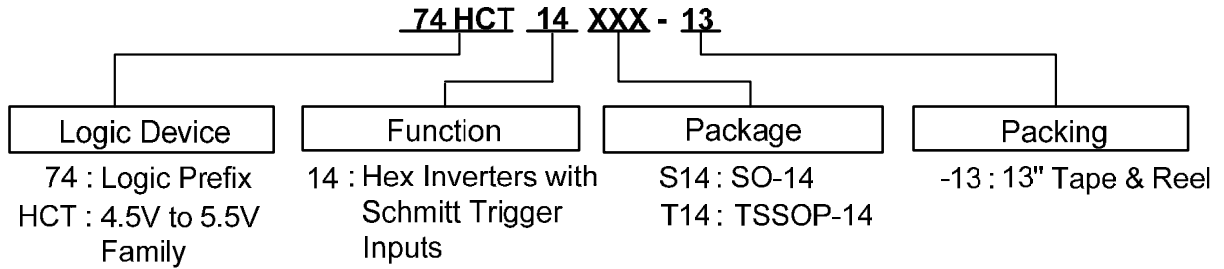 74 HCT 14 XXX - 13
Logic Device
74 : Logic Prefix
HCT : 4.5V to 5.5V
Family
Function
14 : Hex Inverters with
Schmitt Trigger
Inputs
Package
S14 : SO-14
T14 : TSSOP-14
Packing
-13 : 13" Tape & Reel